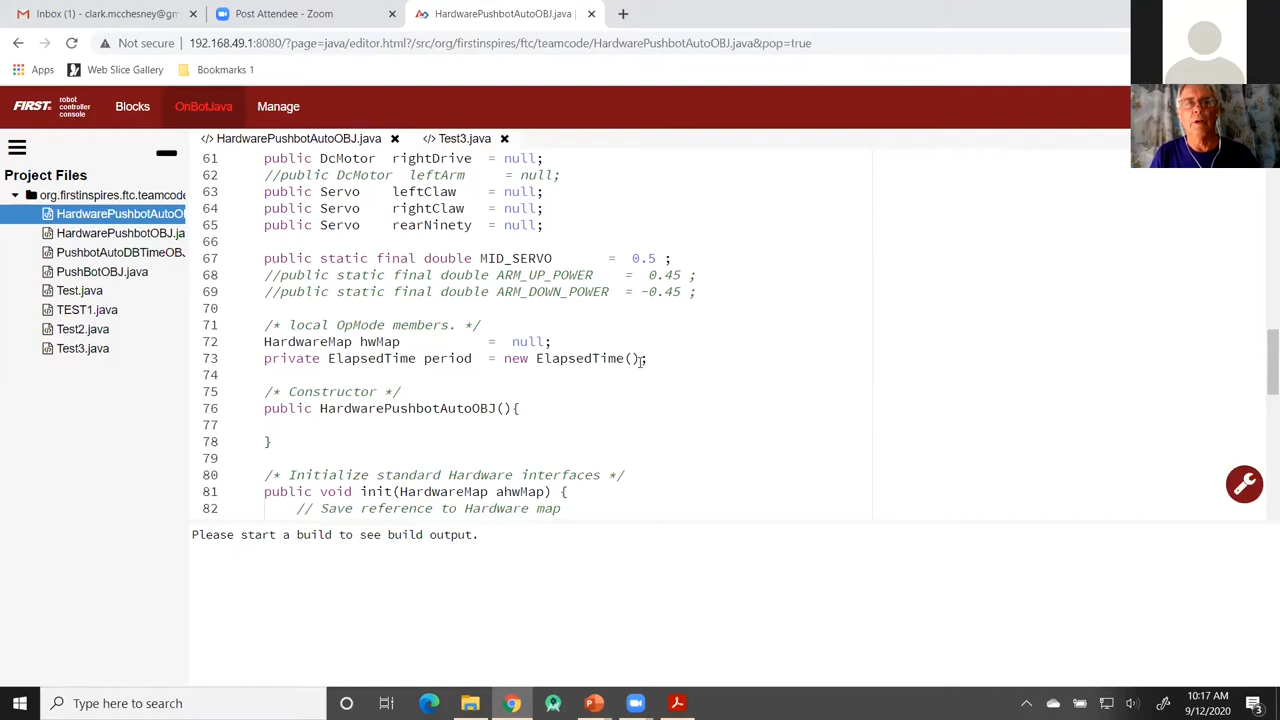 Inbox (1) - clark.mcchesney@gm
Post Attendee - Zoom
HardwarePushbotAutoOBJ.java |
Not secure
192.168.49.1:8080/?page=java/editor.html?/src/org/firstinspires/ftc/teamcode/HardwarePushbotAutoOBJ.java&pop=true
Apps
Web Slice Gallery
Bookmarks 1
FIRST
robot
controller
console
Blocks
OnBotJava
Manage
</> HardwarePushbotAutoOBJ.java
</> Test3.java
Project Files
org.firstinspires.ftc.teamcode
HardwarePushbotAutoOB
HardwarePushbotOBJ.ja
PushbotAutoDBTimeOBJ.
PushBotOBJ.java
Test.java
TEST1.java
Test2.java
Test3.java
61 public DcMotor rightDrive = null;
62 //public DcMotor leftArm = null;
63 public Servo leftClaw = null;
64 public Servo rightClaw = null;
65 public Servo rearNinety = null;
66
67 public static final double MID_SERVO = 0.5 ;
68 //public static final double ARM_UP_POWER = 0.45 ;
69 //public static final double ARM_DOWN_POWER = -0.45 ;
70
71 /* local OpMode members. */
72 HardwareMap hwMap = null;
73 private ElapsedTime period = new ElapsedTime();
74
75 /* Constructor */
76 public HardwarePushbotAutoOBJ(){
77
78 }
79
80 /* Initialize standard Hardware interfaces */
81 public void init(HardwareMap ahwMap) {
82 // Save reference to Hardware map
Please start a build to see build output.
Type here to search
10:17 AM
9/12/2020
3